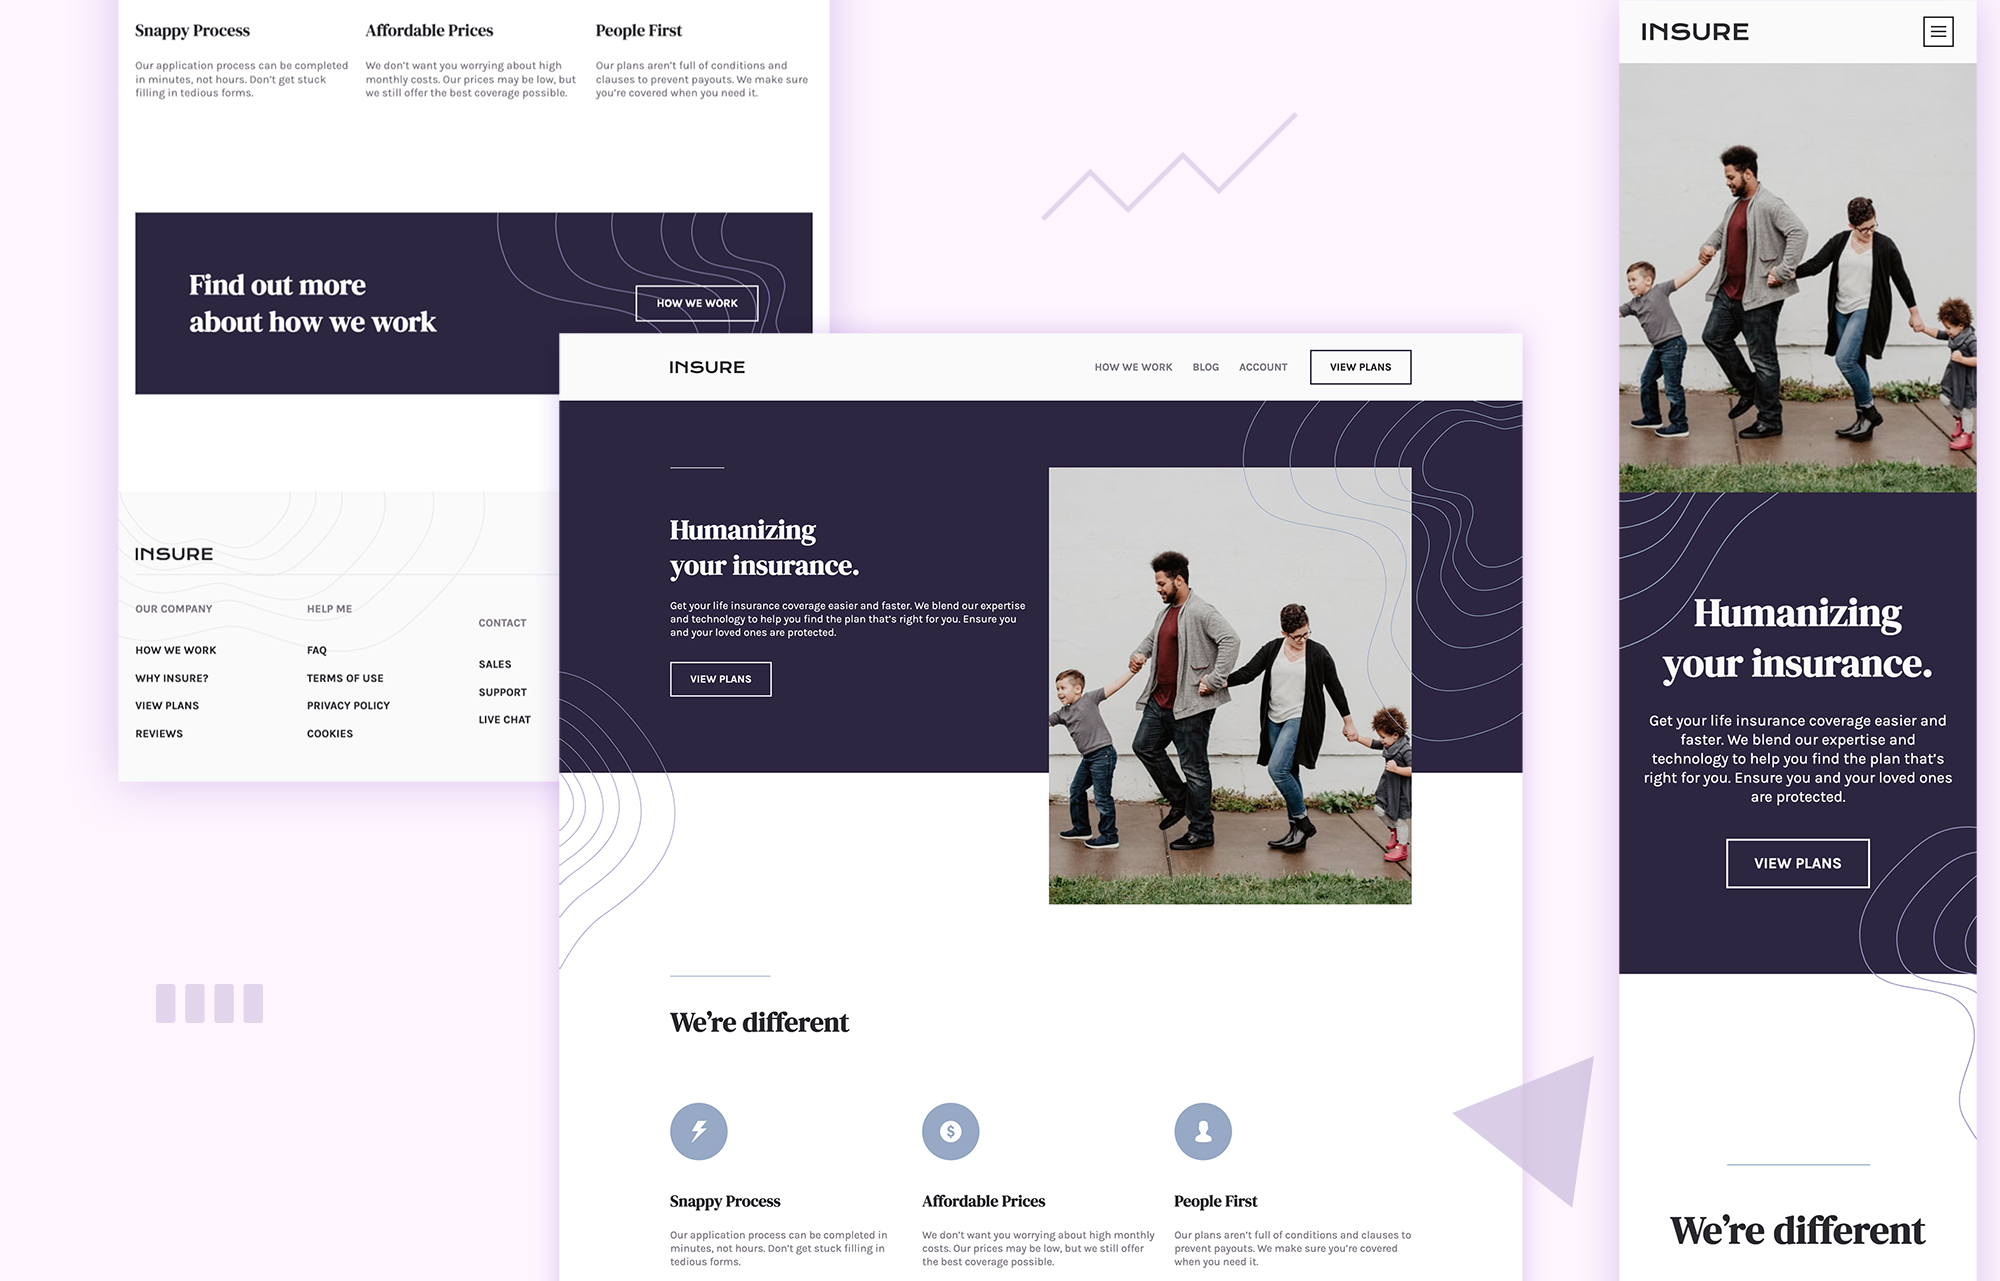 Snappy Process
Our application process can be completed
in minutes, not hours. Don't get stuck
filling in tedious forms.
Affordable Prices
We don't want you worrying about high
monthly costs. Our prices may be low, but
we still offer the best coverage possible.
People First
Our plans aren't full of conditions and
clauses to prevent payouts. We make sure
you're covered when you need it.
Find out more
about how we work
HOW WE WORK
INSURE
OUR COMPANY
HOW WE WORK
WHY INSURE?
VIEW PLANS
REVIEWS
HELP ME
FAQ
TERMS OF USE
PRIVACY POLICY
COOKIES
CONTACT
SALES
SUPPORT
LIVE CHAT
INSURE
HOW WE WORK
BLOG
ACCOUNT
VIEW PLANS
Humanizing
your insurance.
Get your life insurance coverage easier and faster. We blend our expertise
and technology to help you find the plan that's right for you. Ensure you
and your loved ones are protected.
VIEW PLANS
We're different
$
Snappy Process
Our application process can be completed in
minutes, not hours. Don't get stuck filling in
tedious forms.
Affordable Prices
We don't want you worrying about high monthly
costs. Our prices may be low, but we still offer
the best coverage possible.
People First
Our plans aren't full of conditions and clauses to
prevent payouts. We make sure you're covered
when you need it.
INSURE
Humanizing
your insurance.
Get your life insurance coverage easier and
faster. We blend our expertise and
technology to help you find the plan that's
right for you. Ensure you and your loved ones
are protected.
VIEW PLANS
We're different